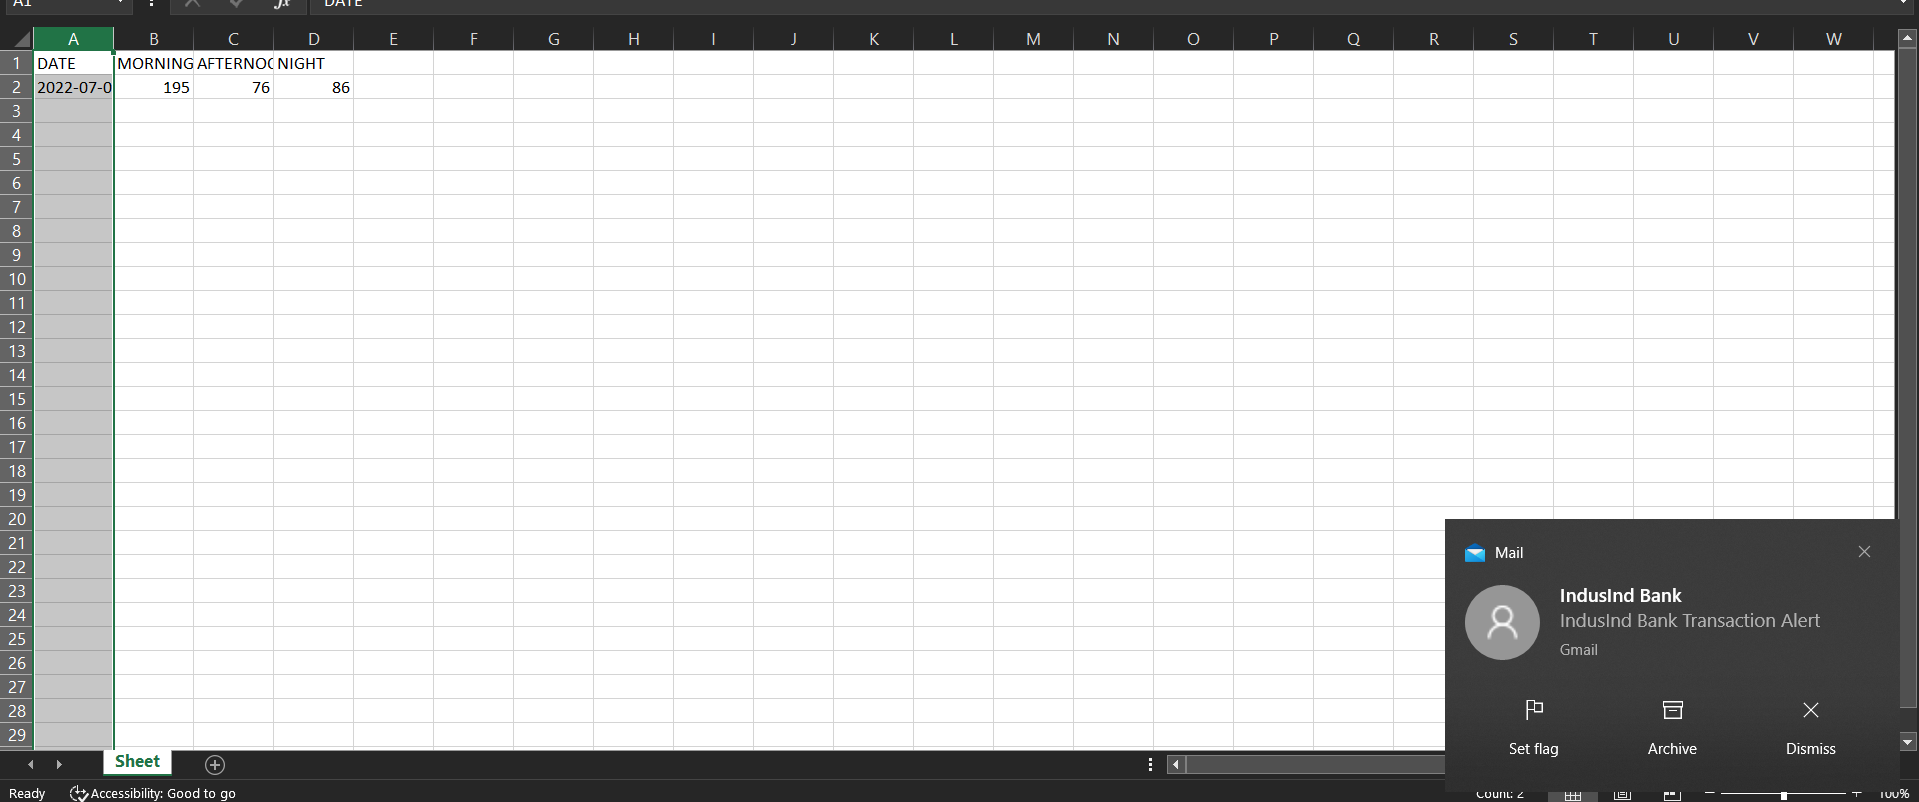 A1 fx DATE
A B C D E F G H I J K L M N O P Q R S T U V W
1 DATE MORNING AFTERNOO NIGHT
2 2022-07-0 195 76 86
3
4
5
6
7
8
9
10
11
12
13
14
15
16
17
18
19
20
21
22
23
24
25
26
27
28
29
Mail
IndusInd Bank
IndusInd Bank Transaction Alert
Gmail
Set flag Archive Dismiss
Sheet
Ready Accessibility: Good to go Count: 2 100%